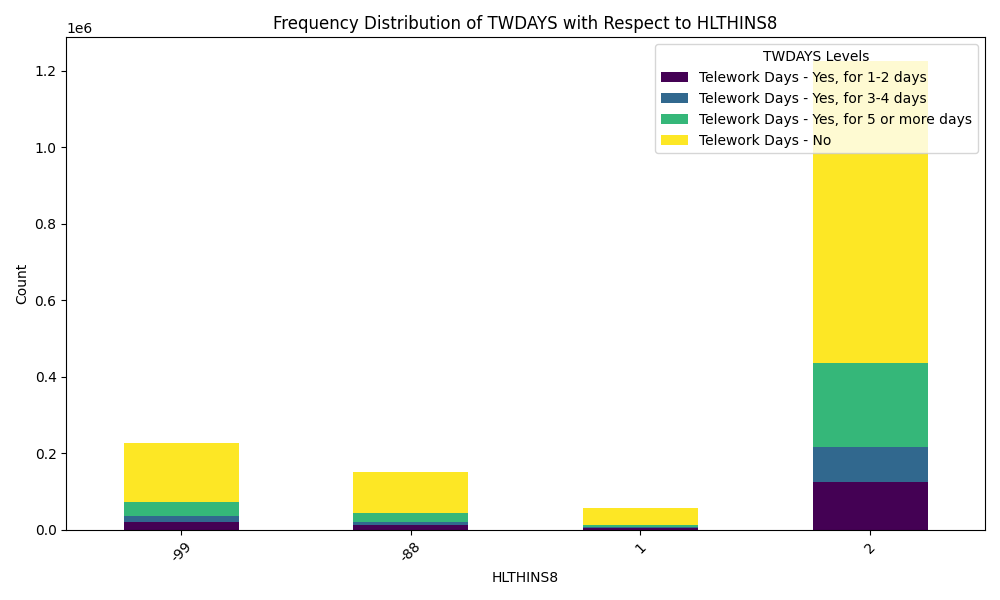 Frequency Distribution of TWDAYS with Respect to HLTHINS8
1e6
TWDAYS Levels
Telework Days - Yes, for 1-2 days
Telework Days - Yes, for 3-4 days
Telework Days - Yes, for 5 or more days
Telework Days - No
1.2
1.0
0.8
0.6
0.4
0.2
0.0
Count
-99
-88
1
2
HLTHINS8